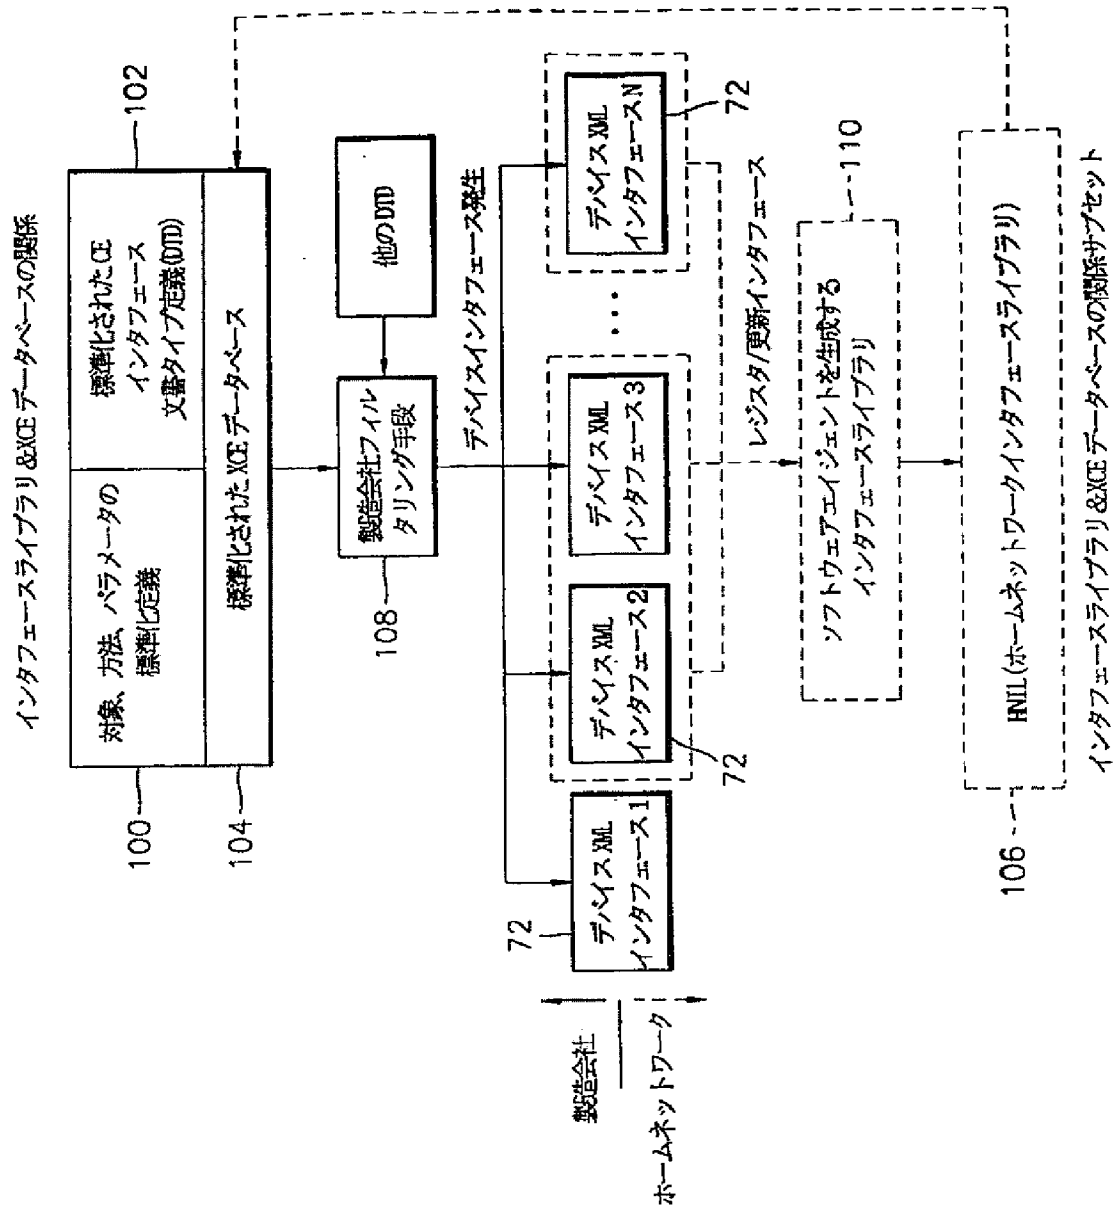 インタフェースライブラリ&XCEデータベースの関係
対象、方法、パラメータの
標準化定義
標準化されたCE
インタフェース
文書タイプ定義(DTD)
標準化されたXCEデータベース
100
102
104
製造会社フィル
タリング手段
108
他のDTD
デバイスインタフェース発生
デバイスXML
インタフェース1
72
デバイスXML
インタフェース2
72
デバイスXML
インタフェース3
・・・
デバイスXML
インタフェースN
72
製造会社
ホームネットワーク
レジスタ/更新インタフェース
ソフトウェアエイジェントを生成する
インタフェースライブラリ
110
HNIL(ホームネットワークインタフェースライブラリ)
106
インタフェースライブラリ&XCEデータベースの関係サブセット